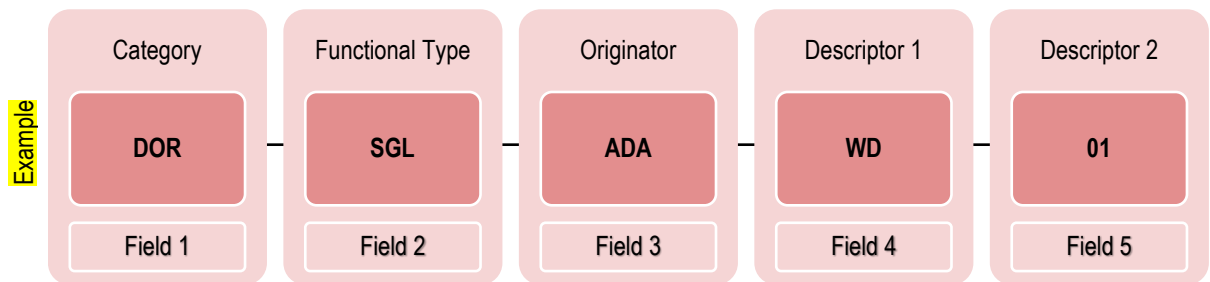 Category Functional Type Originator Descriptor 1 Descriptor 2
Example
DOR – SGL – ADA – WD – 01
Field 1 Field 2 Field 3 Field 4 Field 5